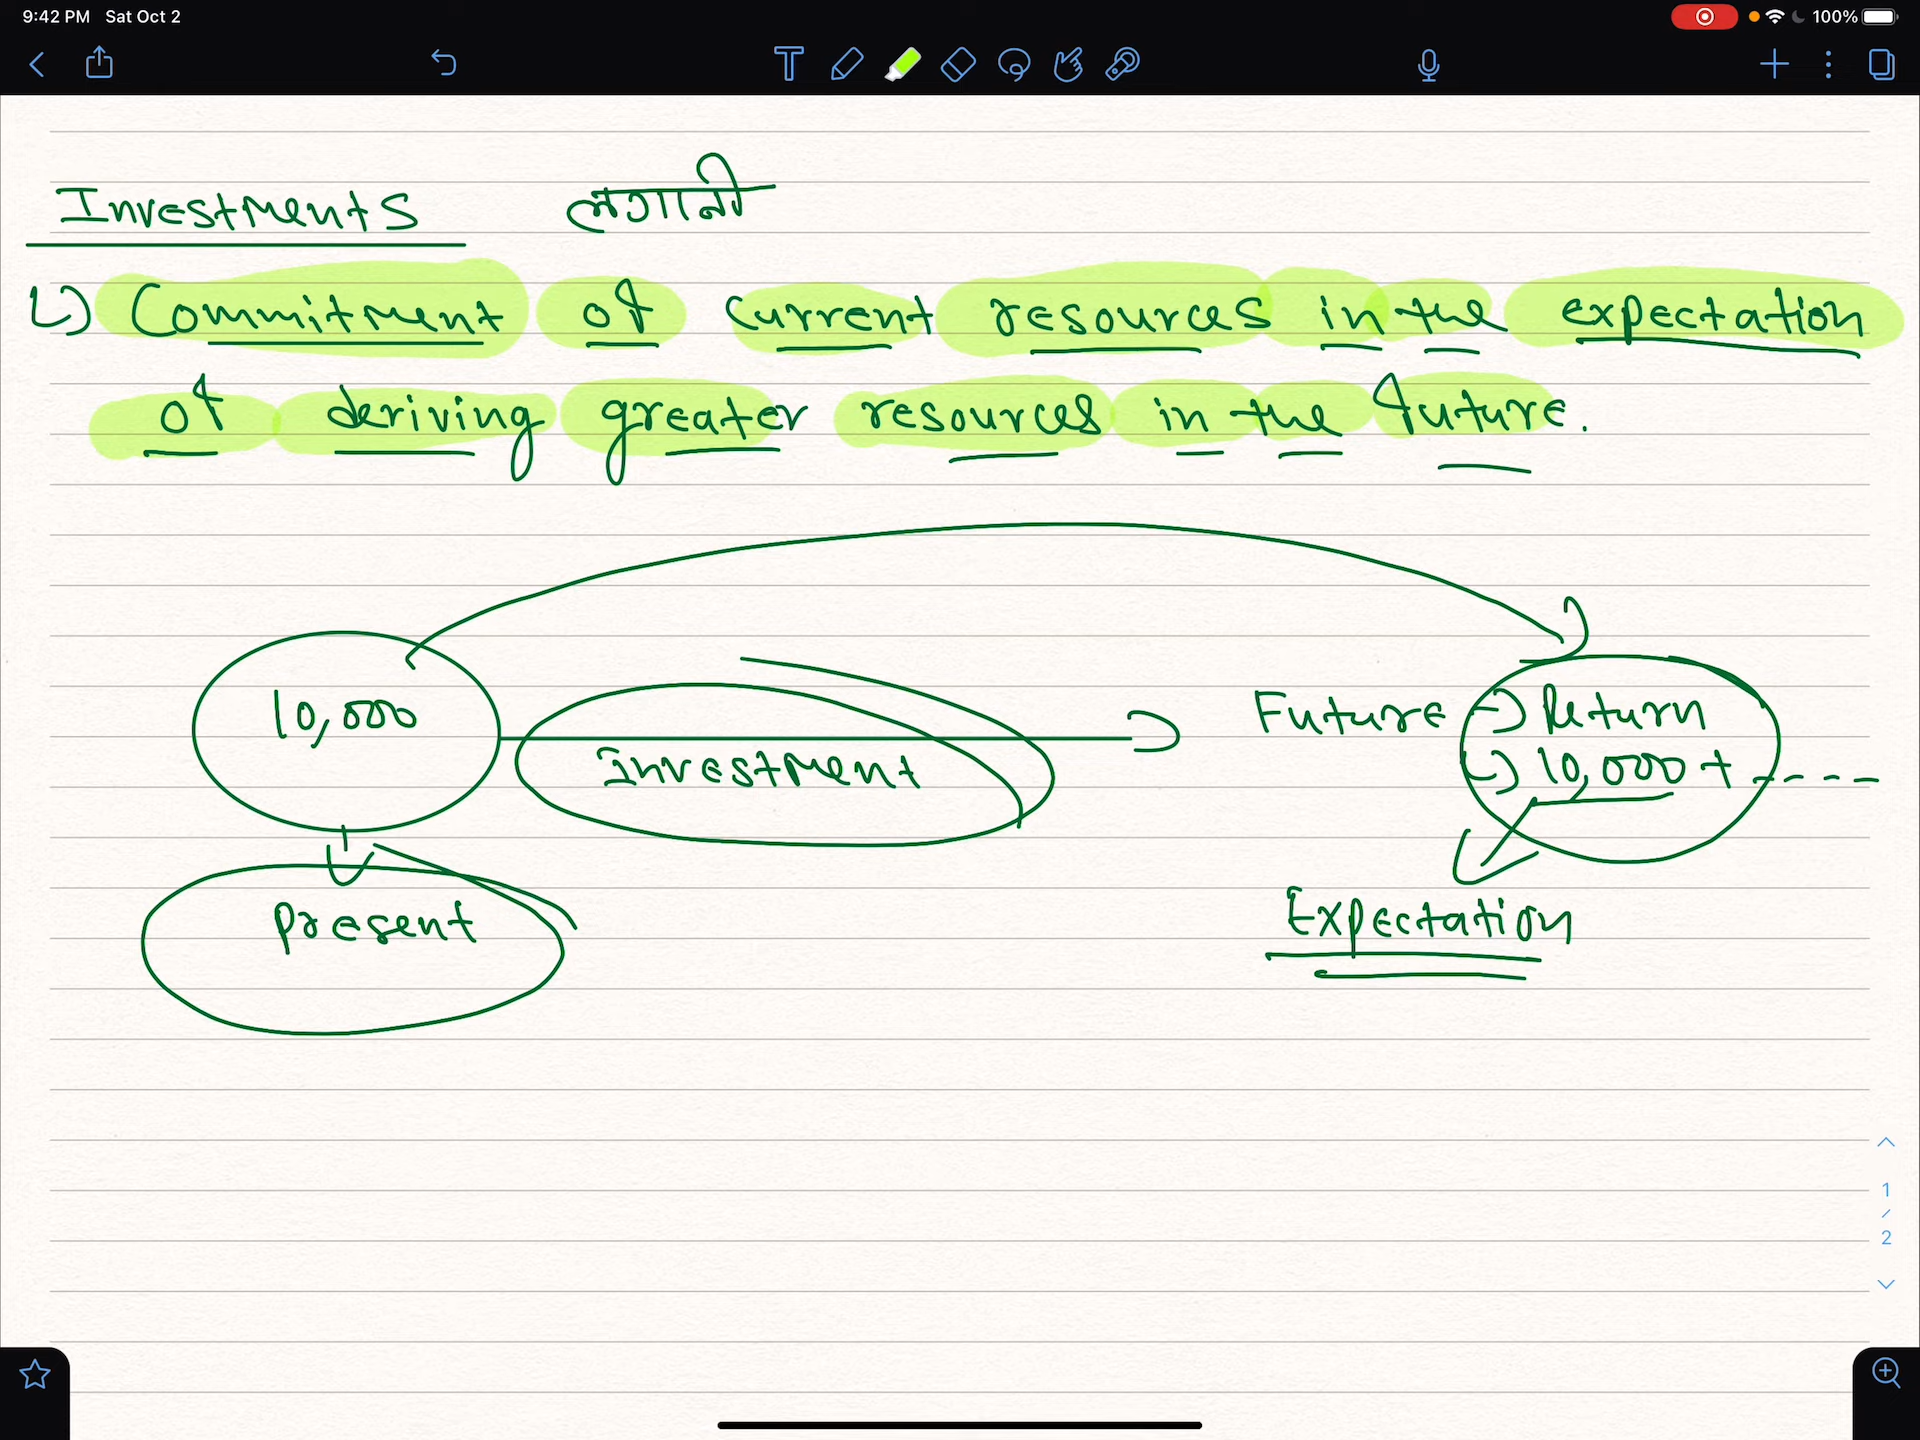 9:42 PM Sat Oct 2 100%
Investments लगानी
↳ Commitment of current resources in the expectation
of deriving greater resources in the future.
10,000 Future → Return
Investment ↳ 10,000 + -----
Present Expectation
1
/
2